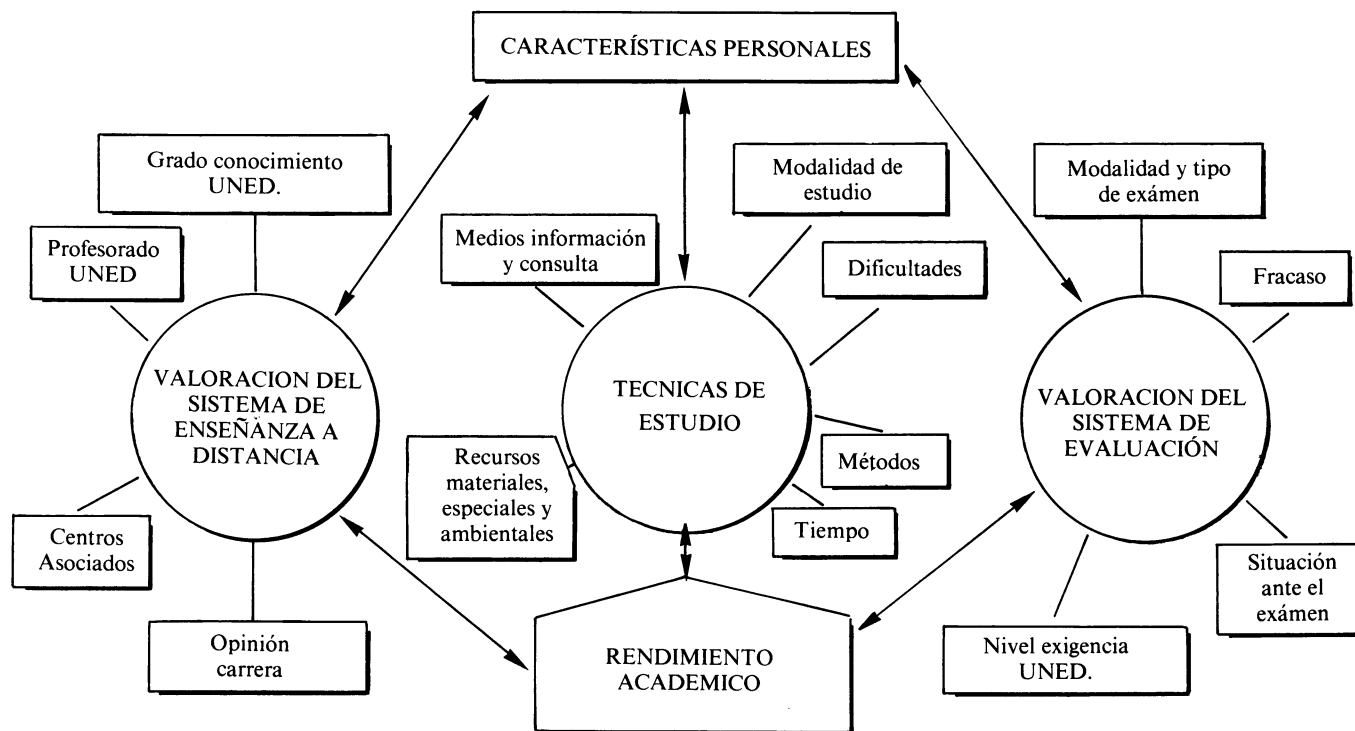 CARACTERÍSTICAS PERSONALES
Grado conocimiento
UNED.
Profesorado
UNED
VALORACION DEL
SISTEMA DE
ENSEÑANZA A
DISTANCIA
Centros
Asociados
Opinión
carrera
Medios información
y consulta
Modalidad de
estudio
Dificultades
TECNICAS DE
ESTUDIO
Métodos
Tiempo
Recursos
materiales,
especiales y
ambientales
RENDIMIENTO
ACADEMICO
Modalidad y tipo
de exámen
Fracaso
VALORACION DEL
SISTEMA DE
EVALUACIÓN
Situación
ante el
exámen
Nivel exigencia
UNED.